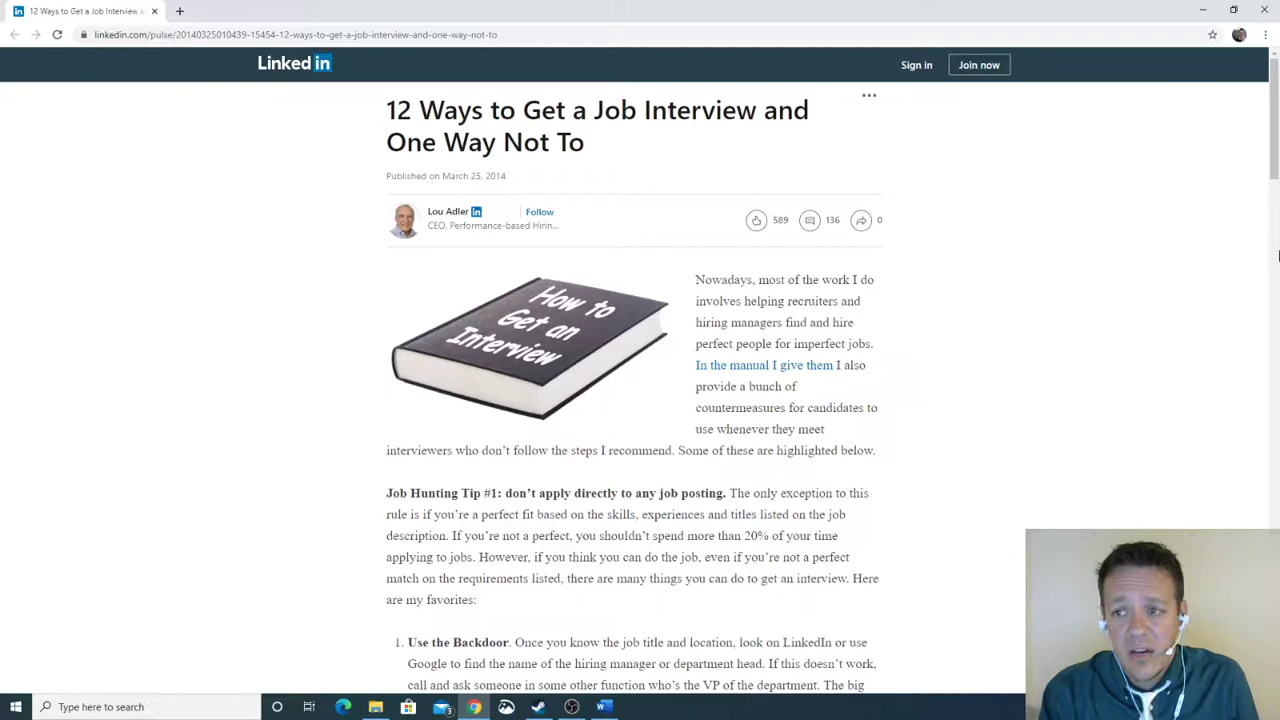 12 Ways to Get a Job Interview a
linkedin.com/pulse/20140325010439-15454-12-ways-to-get-a-job-interview-and-one-way-not-to
Linked in
Sign in
Join now
12 Ways to Get a Job Interview and
One Way Not To
Published on March 25, 2014
Lou Adler in
Follow
CEO, Performance-based Hirin...
589
136
0
How to
Get an
Interview
Nowadays, most of the work I do
involves helping recruiters and
hiring managers find and hire
perfect people for imperfect jobs.
In the manual I give them I also
provide a bunch of
countermeasures for candidates to
use whenever they meet
interviewers who don't follow the steps I recommend. Some of these are highlighted below.
Job Hunting Tip #1: don't apply directly to any job posting. The only exception to this
rule is if you're a perfect fit based on the skills, experiences and titles listed on the job
description. If you're not a perfect, you shouldn't spend more than 20% of your time
applying to jobs. However, if you think you can do the job, even if you're not a perfect
match on the requirements listed, there are many things you can do to get an interview. Here
are my favorites:
1. Use the Backdoor. Once you know the job title and location, look on LinkedIn or use
Google to find the name of the hiring manager or department head. If this doesn't work,
call and ask someone in some other function who's the VP of the department. The big
Type here to search